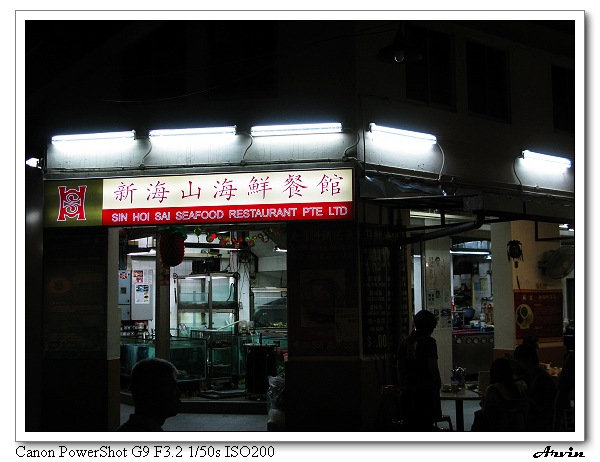 新海山海鮮餐館
SIN HOI SAI SEAFOOD RESTAURANT PTE LTD
Canon PowerShot G9 F3.2 1/50s ISO200
Arvin